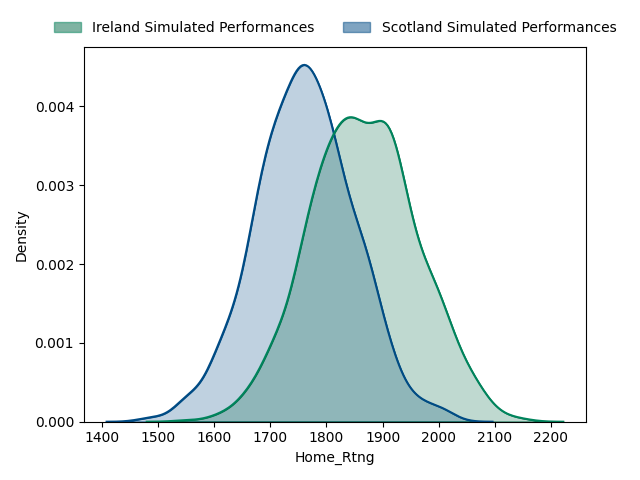 Ireland Simulated Performances Scotland Simulated Performances
0.004
0.003
0.002
0.001
0.000
Density
1400 1500 1600 1700 1800 1900 2000 2100 2200
Home_Rtng